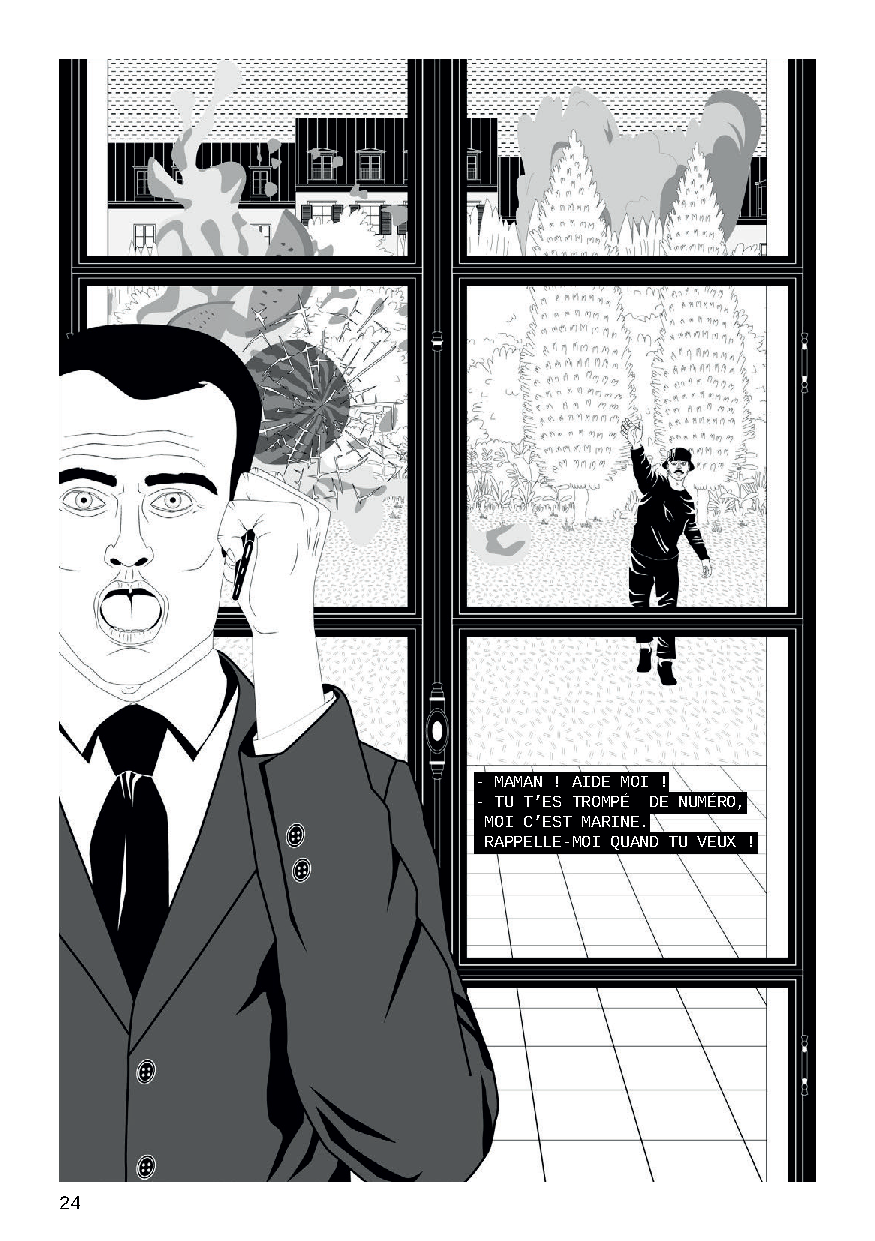 - MAMAN ! AIDE MOI !
- TU T'ES TROMPÉ  DE NUMÉRO,
MOI C'EST MARINE.
RAPPELLE-MOI QUAND TU VEUX !
24